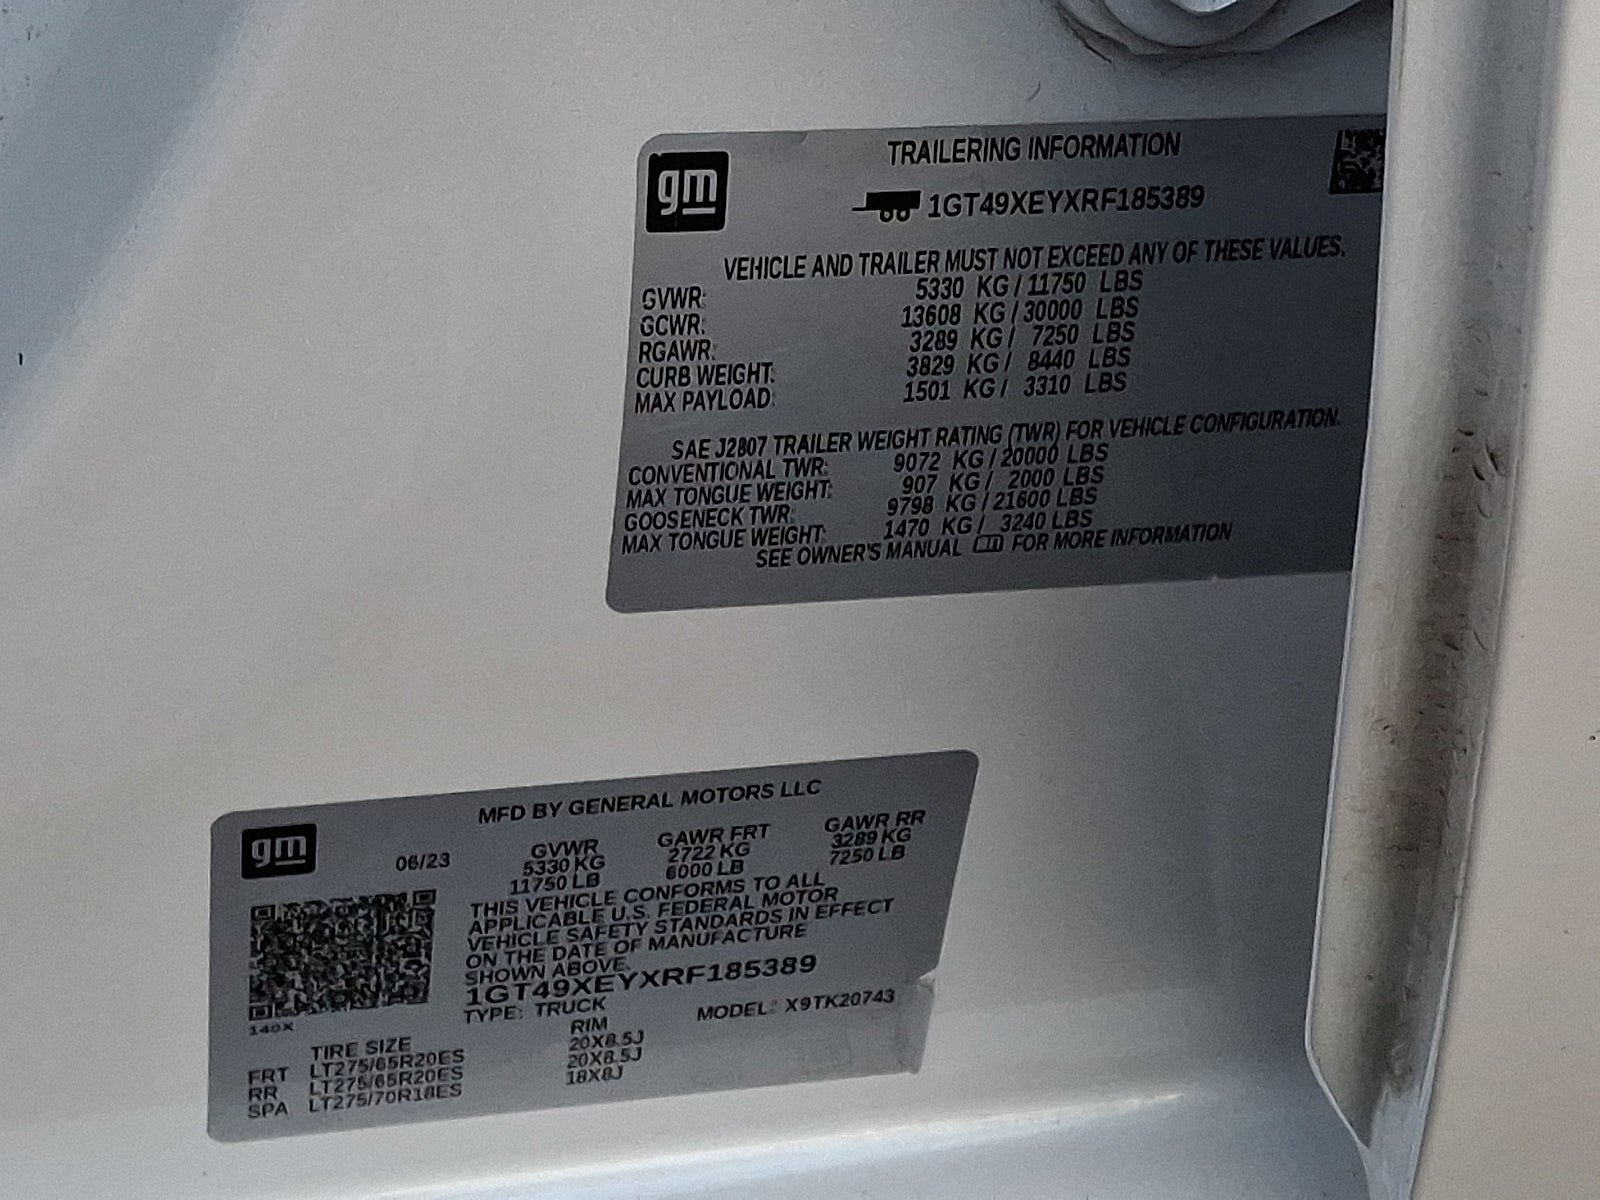 gm
TRAILERING INFORMATION
1GT49XEYXRF185389
VEHICLE AND TRAILER MUST NOT EXCEED ANY OF THESE VALUES.
GVWR: 5330 KG / 11750 LBS
GCWR: 13608 KG / 30000 LBS
RGAWR: 3289 KG / 7250 LBS
CURB WEIGHT: 3829 KG / 8440 LBS
MAX PAYLOAD: 1501 KG / 3310 LBS
SAE J2807 TRAILER WEIGHT RATING (TWR) FOR VEHICLE CONFIGURATION.
CONVENTIONAL TWR: 9072 KG / 20000 LBS
MAX TONGUE WEIGHT: 907 KG / 2000 LBS
GOOSENECK TWR: 9798 KG / 21600 LBS
MAX TONGUE WEIGHT: 1470 KG / 3240 LBS
SEE OWNER'S MANUAL FOR MORE INFORMATION
gm
MFD BY GENERAL MOTORS LLC
06/23
GVWR GAWR FRT GAWR RR
5330 KG 2722 KG 3289 KG
11750 LB 6000 LB 7250 LB
THIS VEHICLE CONFORMS TO ALL
APPLICABLE U.S. FEDERAL MOTOR
VEHICLE SAFETY STANDARDS IN EFFECT
ON THE DATE OF MANUFACTURE
SHOWN ABOVE.
1GT49XEYXRF185389
TYPE: TRUCK MODEL: X9TK20743
TIRE SIZE RIM
FRT LT275/65R20ES 20X8.5J
RR LT275/65R20ES 20X8.5J
SPA LT275/70R18ES 18X8J